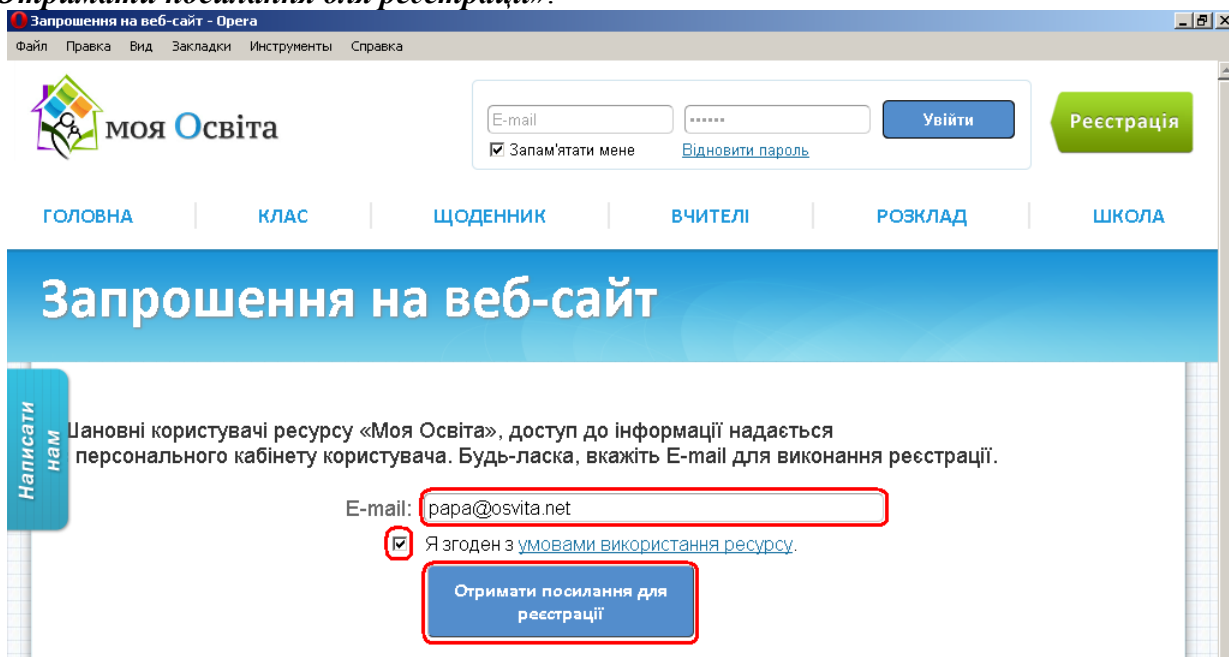 Отримати посилання для реєстрації».
Запрошення на веб-сайт - Opera
Файл Правка Вид Закладки Инструменты Справка
моя Освіта
E-mail •••••• Увійти
Реєстрація
Запам'ятати мене Відновити пароль
ГОЛОВНА КЛАС ЩОДЕННИК ВЧИТЕЛІ РОЗКЛАД ШКОЛА
Запрошення на веб-сайт
Написати
нам
Шановні користувачі ресурсу «Моя Освіта», доступ до інформації надається
персонального кабінету користувача. Будь-ласка, вкажіть E-mail для виконання реєстрації.
E-mail: papa@osvita.net
Я згоден з умовами використання ресурсу.
Отримати посилання для
реєстрації